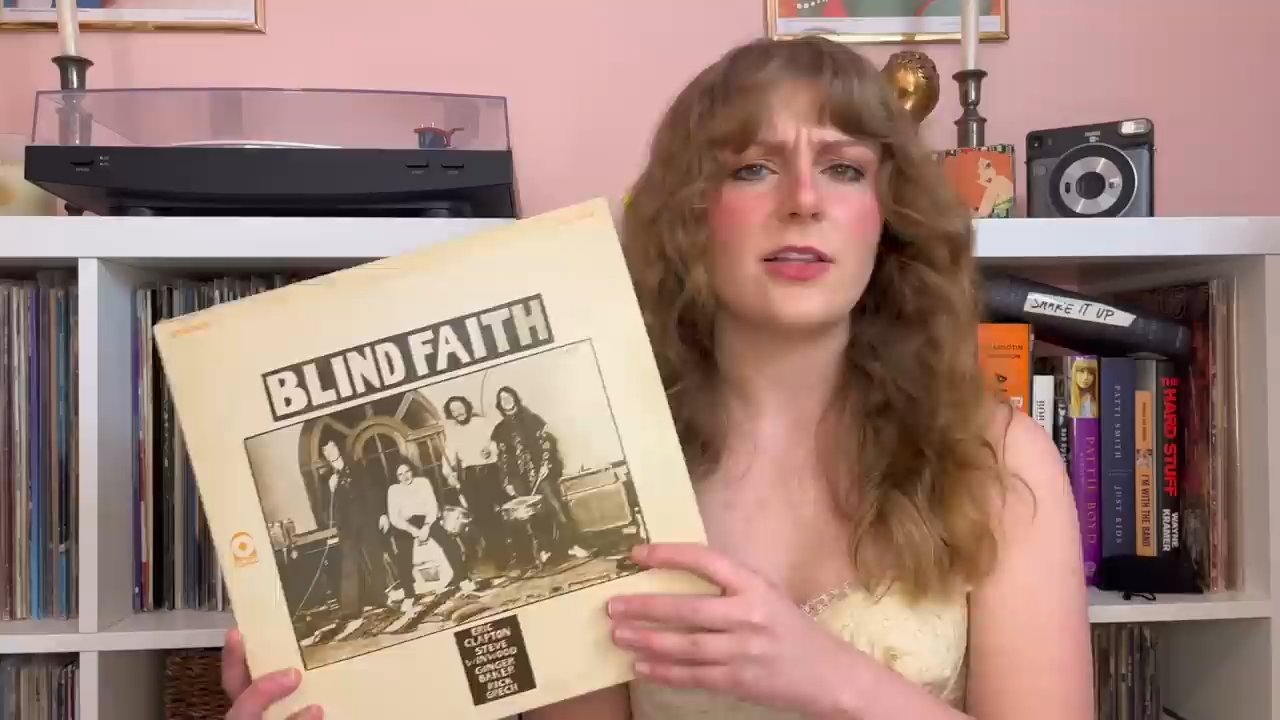 BLIND FAITH
ERIC
CLAPTON
STEVE
WINWOOD
GINGER
BAKER
RICK
GRECH
SHAKE IT UP
PATTIE BOYD
PATTI SMITH
JUST KIDS
I'M WITH THE BAND
THE HARD STUFF
WAYNE KRAMER